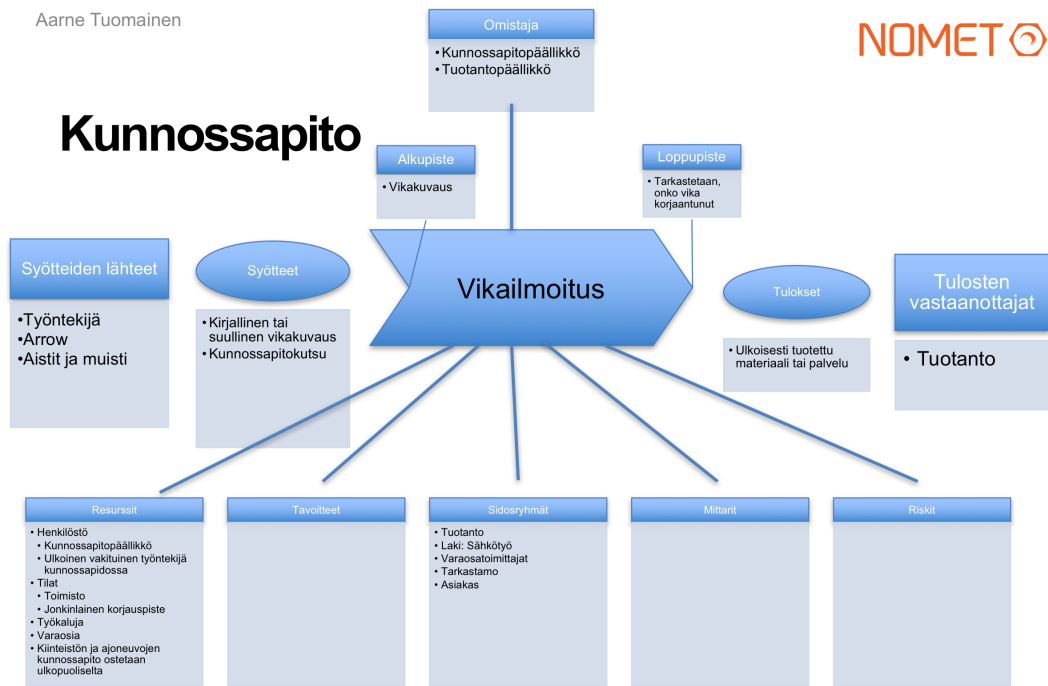 Aarne Tuomainen
NOMET
Kunnossapito
Omistaja
• Kunnossapitopäällikkö
• Tuotantopäällikkö
Alkupiste
• Vikakuvaus
Loppupiste
• Tarkastetaan,
onko vika
korjaantunut
Syötteiden lähteet
•Työntekijä
•Arrow
•Aistit ja muisti
Syötteet
• Kirjallinen tai
suullinen vikakuvaus
• Kunnossapitokutsu
Vikailmoitus
Tulokset
• Ulkoisesti tuotettu
materiaali tai palvelu
Tulosten
vastaanottajat
• Tuotanto
Resurssit
• Henkilöstö
• Kunnossapitopäällikkö
• Ulkoinen vakituinen työntekijä
kunnossapidossa
• Tilat
• Toimisto
• Jonkinlainen korjauspiste
• Työkaluja
• Varaosia
• Kiinteistön ja ajoneuvojen
kunnossapito ostetaan
ulkopuoliselta
Tavoitteet
Sidosryhmät
• Tuotanto
• Laki: Sähkötyö
• Varaosatoimittajat
• Tarkastamo
• Asiakas
Mittarit
Riskit